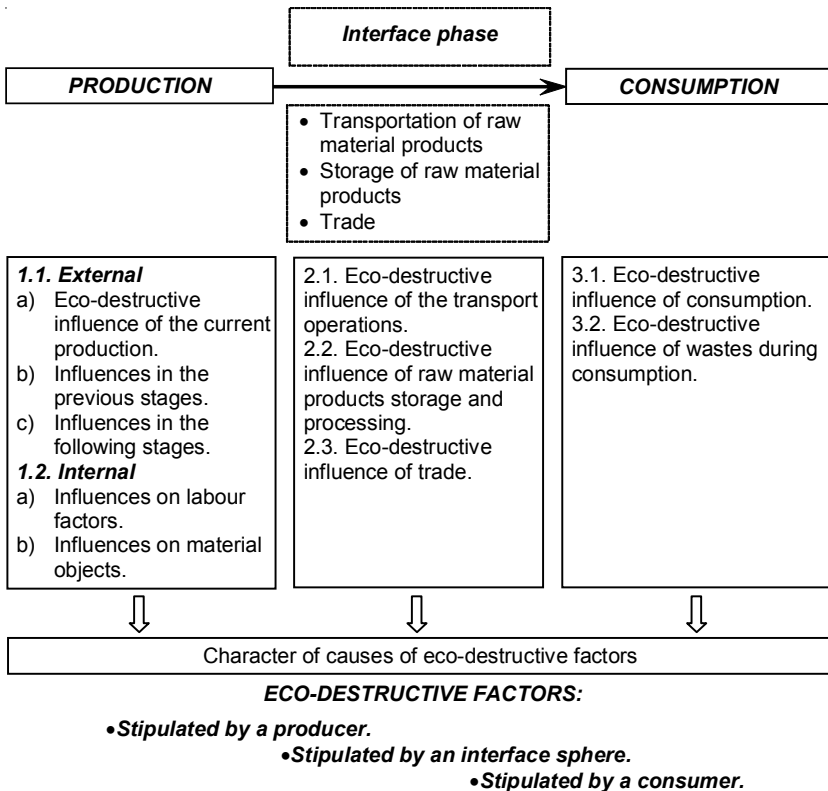 Interface phase
PRODUCTION
CONSUMPTION
• Transportation of raw
material products
• Storage of raw material
products
• Trade
1.1. External
a) Eco-destructive
influence of the current
production.
b) Influences in the
previous stages.
c) Influences in the
following stages.
1.2. Internal
a) Influences on labour
factors.
b) Influences on material
objects.
2.1. Eco-destructive
influence of the transport
operations.
2.2. Eco-destructive
influence of raw material
products storage and
processing.
2.3. Eco-destructive
influence of trade.
3.1. Eco-destructive
influence of consumption.
3.2. Eco-destructive
influence of wastes during
consumption.
Character of causes of eco-destructive factors
ECO-DESTRUCTIVE FACTORS:
•Stipulated by a producer.
•Stipulated by an interface sphere.
•Stipulated by a consumer.